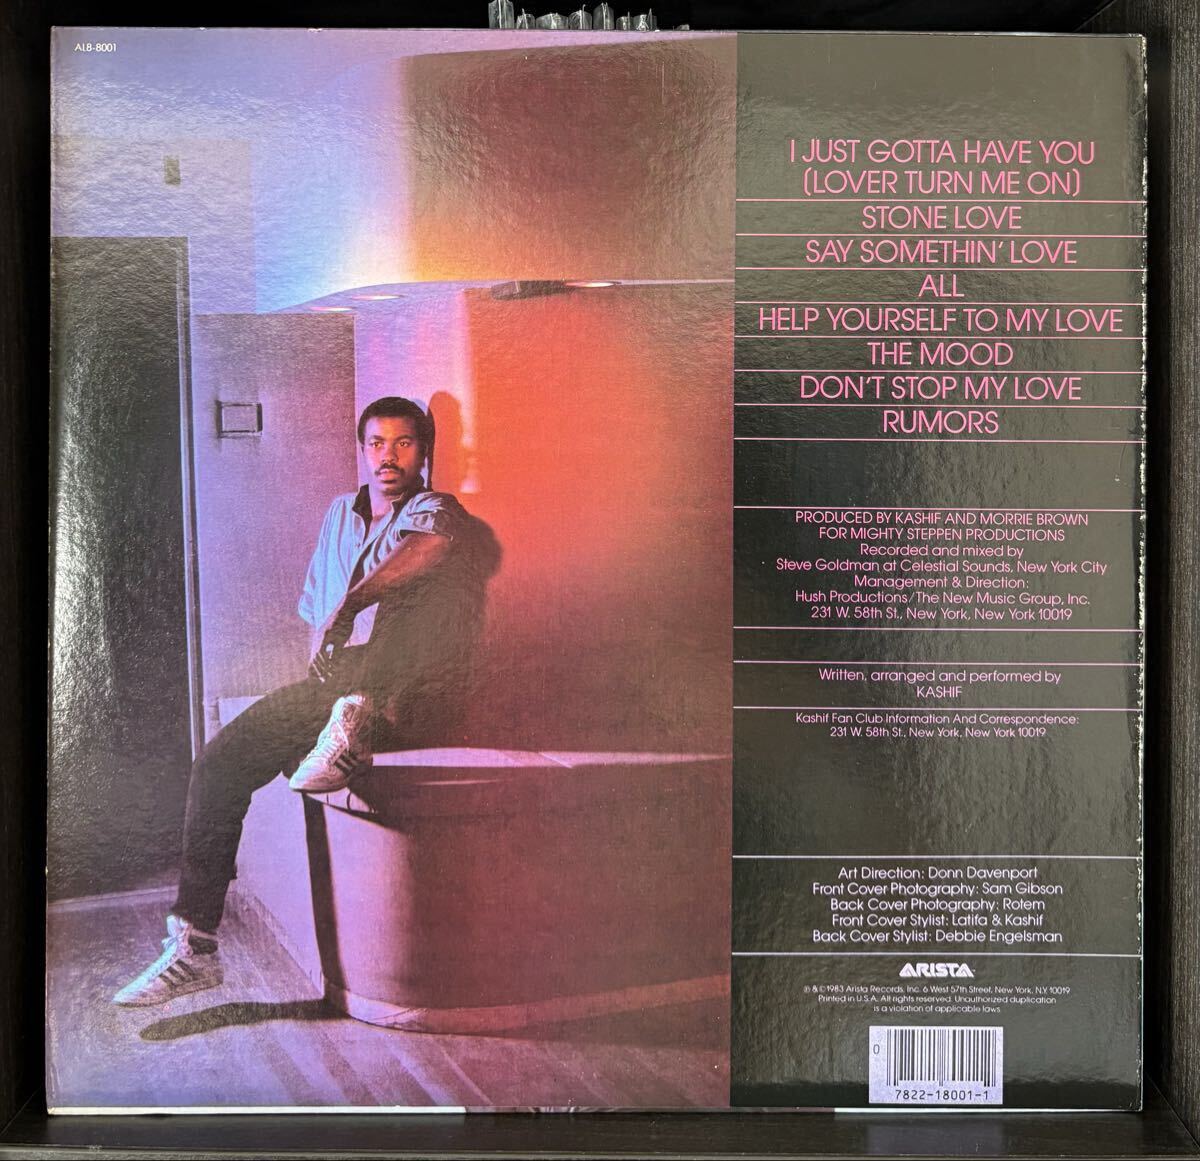 AL8-8001
I JUST GOTTA HAVE YOU
(LOVER TURN ME ON)
STONE LOVE
SAY SOMETHIN' LOVE
ALL
HELP YOURSELF TO MY LOVE
THE MOOD
DON'T STOP MY LOVE
RUMORS
PRODUCED BY KASHIF AND MORRIE BROWN
FOR MIGHTY STEPPEN PRODUCTIONS
Recorded and mixed by
Steve Goldman at Celestial Sounds, New York City
Management & Direction:
Hush Productions/The New Music Group, Inc.
231 W. 58th St., New York, New York 10019
Written, arranged and performed by
KASHIF
Kashif Fan Club Information And Correspondence:
231 W. 58th St., New York, New York 10019
Art Direction: Donn Davenport
Front Cover Photography: Sam Gibson
Back Cover Photography: Rotem
Front Cover Stylist: Latifa & Kashif
Back Cover Stylist: Debbie Engelsman
ARISTA
℗ & © 1983 Arista Records, Inc. 6 West 57th Street, New York, N.Y. 10019
Printed in U.S.A. All rights reserved. Unauthorized duplication
is a violation of applicable laws.
0
7822-18001-1